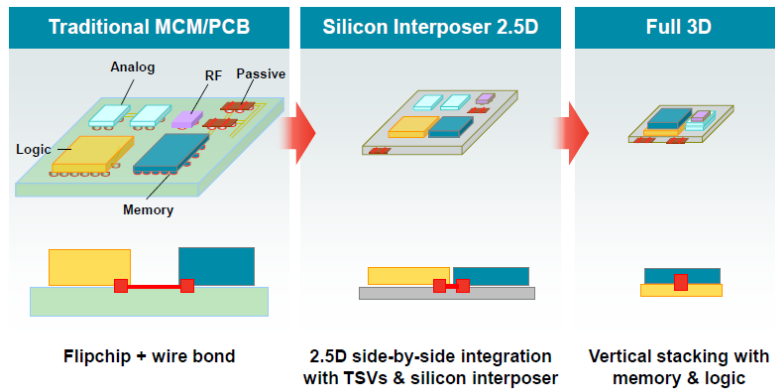 Traditional MCM/PCB
Silicon Interposer 2.5D
Full 3D
Analog
RF
Passive
Logic
Memory
Flipchip + wire bond
2.5D side-by-side integration
with TSVs & silicon interposer
Vertical stacking with
memory & logic